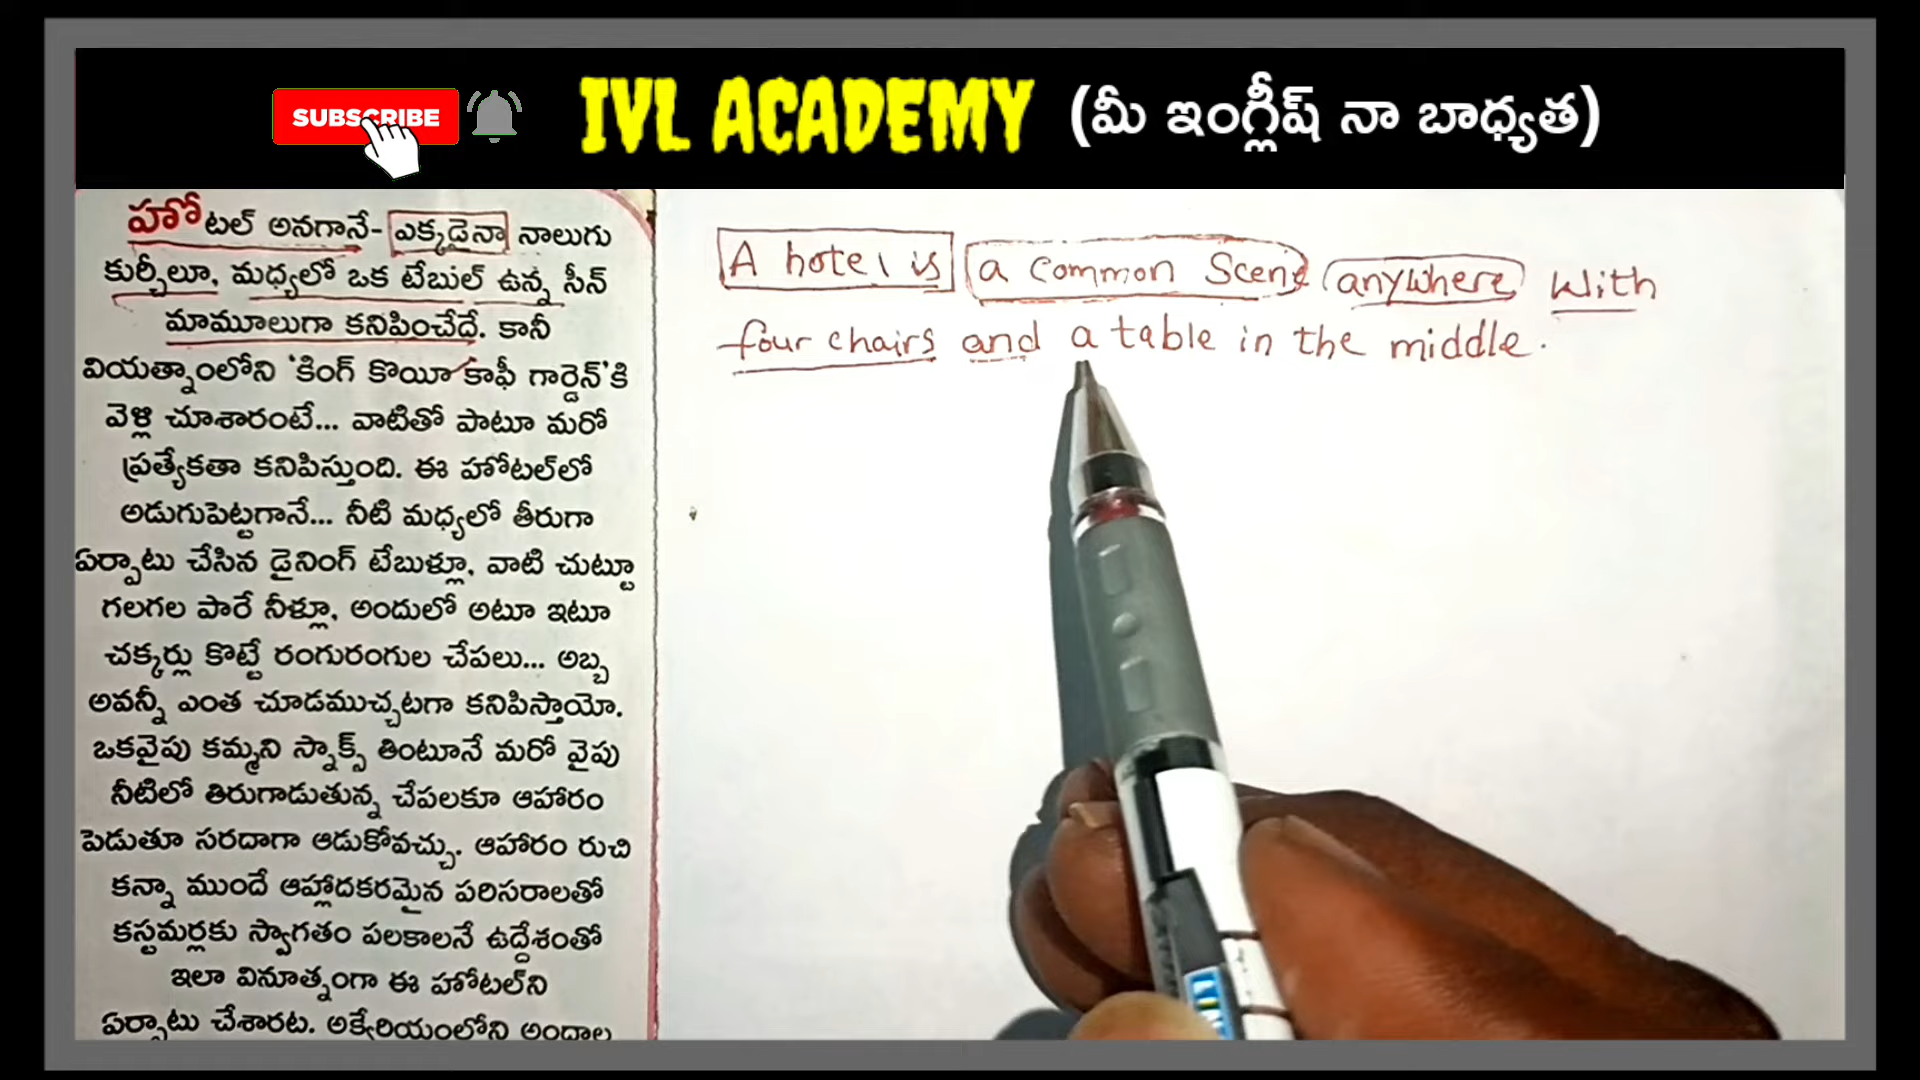 SUBSCRIBE
IVL ACADEMY (మీ ఇంగ్లీష్ నా బాధ్యత)
హోటల్ అనగానే- ఎక్కడైనా నాలుగు
కుర్చీలూ, మధ్యలో ఒక టేబుల్ ఉన్న సీన్
మామూలుగా కనిపించేదే. కానీ
వియత్నాంలోని 'కింగ్ కొయీ కాఫీ గార్డెన్'కి
వెళ్లి చూశారంటే... వాటితో పాటూ మరో
ప్రత్యేకతా కనిపిస్తుంది. ఈ హోటల్‌లో
అడుగుపెట్టగానే... నీటి మధ్యలో తీరుగా
ఏర్పాటు చేసిన డైనింగ్ టేబుళ్లూ, వాటి చుట్టూ
గలగల పారే నీళ్లూ, అందులో అటూ ఇటూ
చక్కర్లు కొట్టే రంగురంగుల చేపలు... అబ్బ
అవన్నీ ఎంత చూడముచ్చటగా కనిపిస్తాయో.
ఒకవైపు కమ్మని స్నాక్స్ తింటూనే మరో వైపు
నీటిలో తిరుగాడుతున్న చేపలకూ ఆహారం
పెడుతూ సరదాగా ఆడుకోవచ్చు. ఆహారం రుచి
కన్నా ముందే ఆహ్లాదకరమైన పరిసరాలతో
కస్టమర్లకు స్వాగతం పలకాలనే ఉద్దేశంతో
ఇలా వినూత్నంగా ఈ హోటల్‌ని
ఏర్పాటు చేశారట. అక్వేరియంలోని అందాల
A hotel is a common Scene anywhere with
four chairs and a table in the middle.